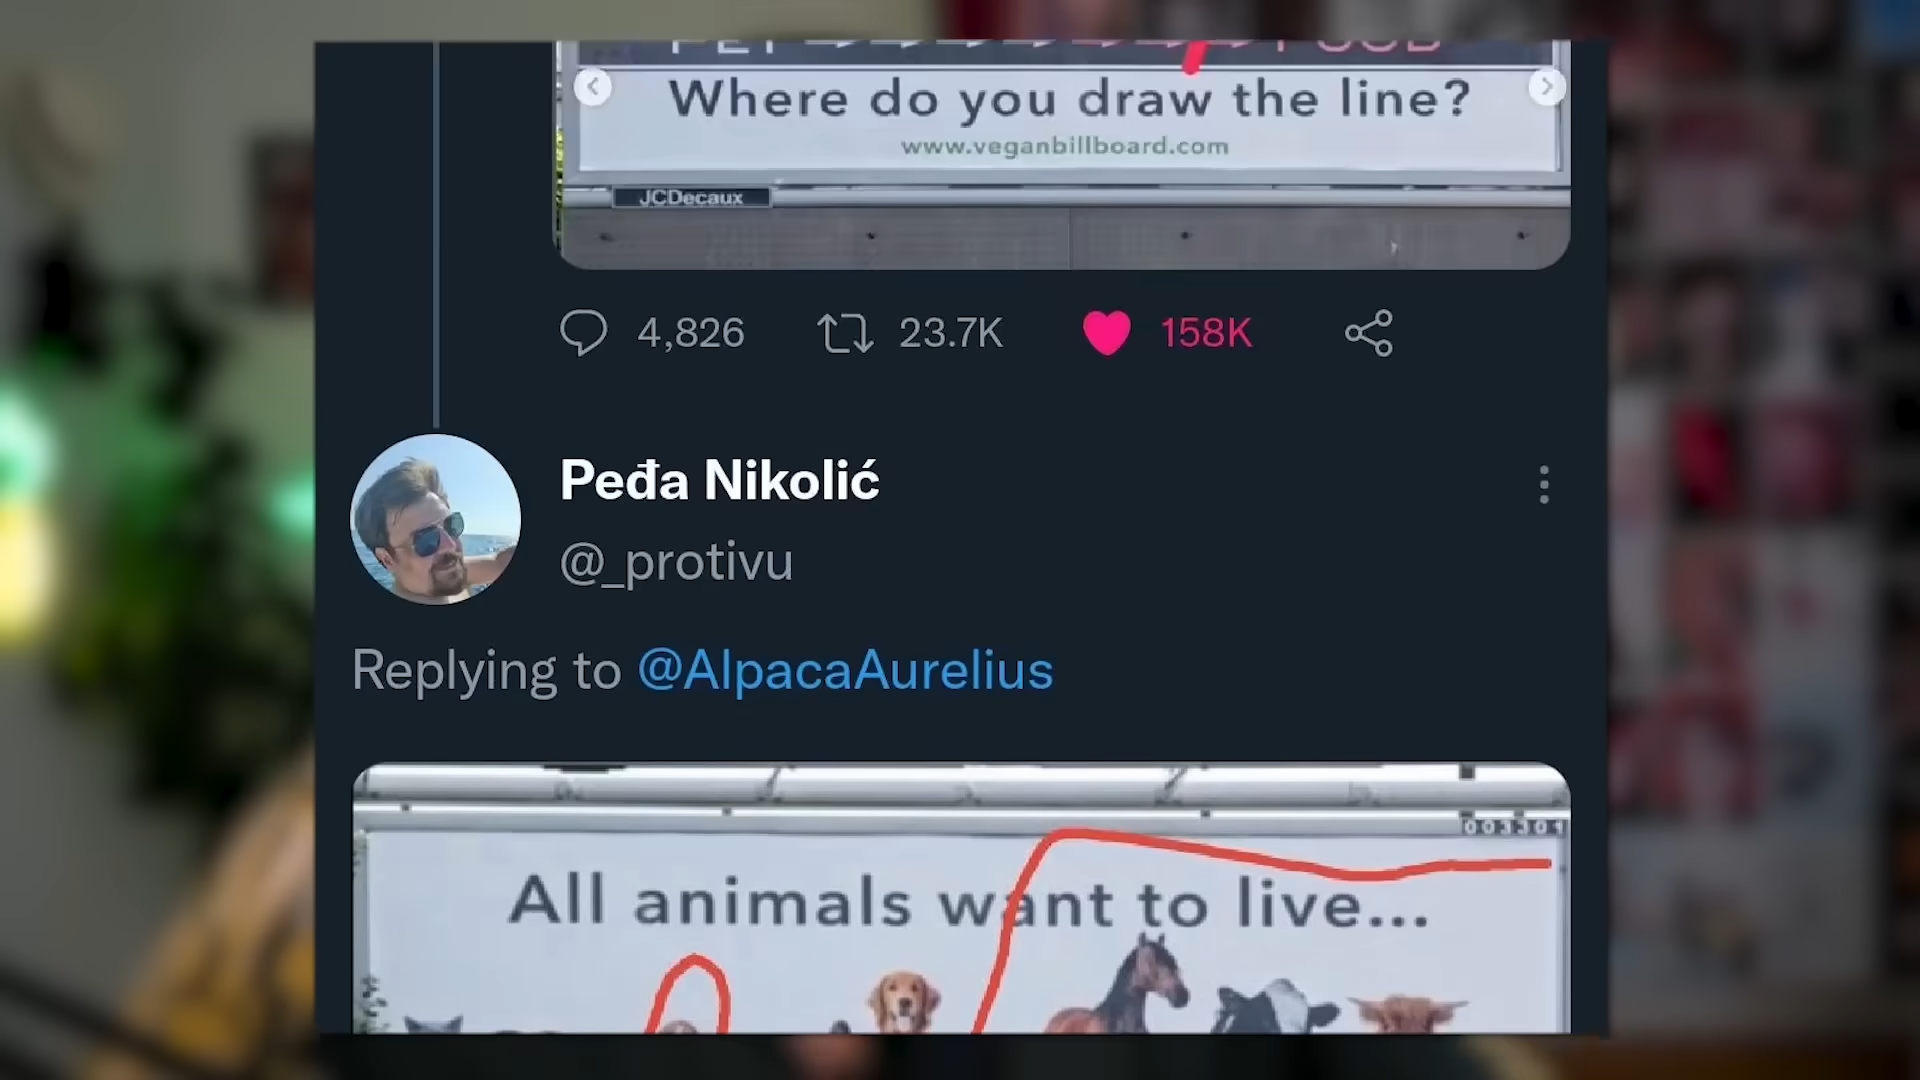 Where do you draw the line?
www.veganbillboard.com
JCDecaux
4,826 23.7K 158K
Peđa Nikolić
@_protivu
Replying to @AlpacaAurelius
003301
All animals want to live...